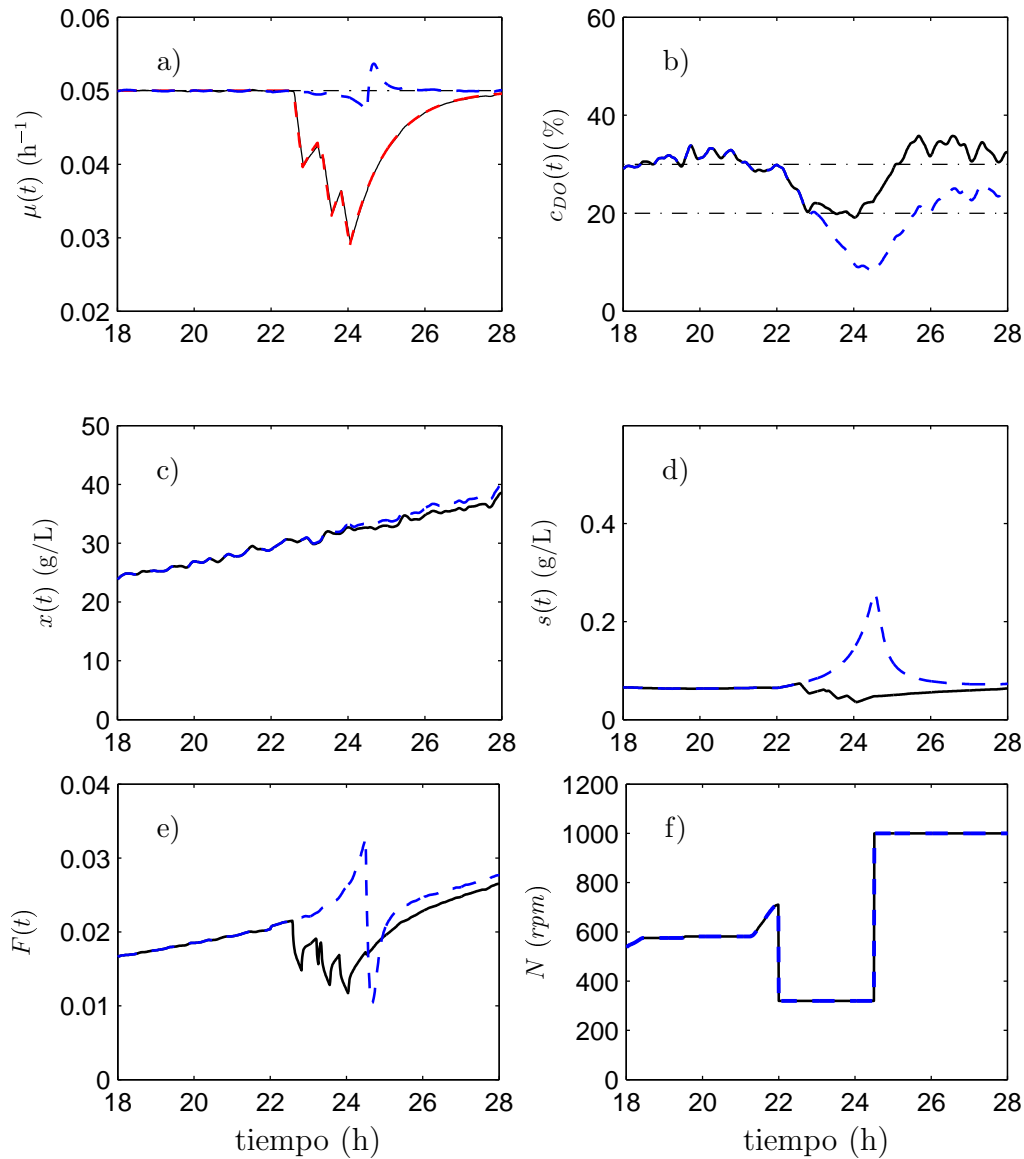 0.06
0.05
0.04
0.03
0.02
μ(t) (h⁻¹)
a)
18 20 22 24 26 28
60
40
20
0
c_DO(t)(%)
b)
18 20 22 24 26 28
50
40
30
20
10
0
x(t) (g/L)
c)
18 20 22 24 26 28
0.4
0.2
0
s(t) (g/L)
d)
18 20 22 24 26 28
0.04
0.03
0.02
0.01
0
F(t)
e)
18 20 22 24 26 28
tiempo (h)
1200
1000
800
600
400
200
0
N (rpm)
f)
18 20 22 24 26 28
tiempo (h)